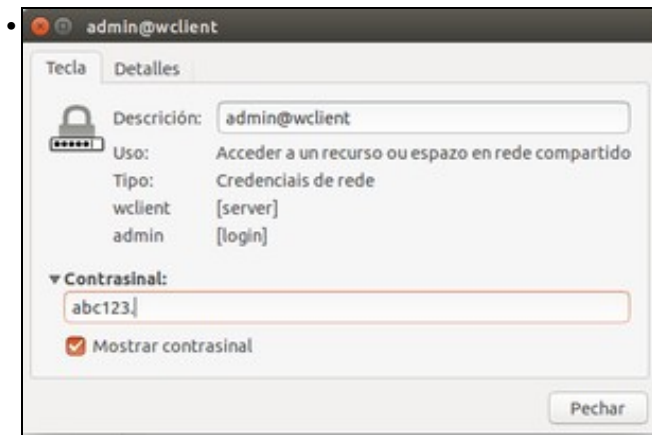 admin@wclient
Tecla Detalles
Descrición: admin@wclient
Uso: Acceder a un recurso ou espazo en rede compartido
Tipo: Credenciais de rede
wclient [server]
admin [login]
Contrasinal:
abc123.
Mostrar contrasinal
Pechar